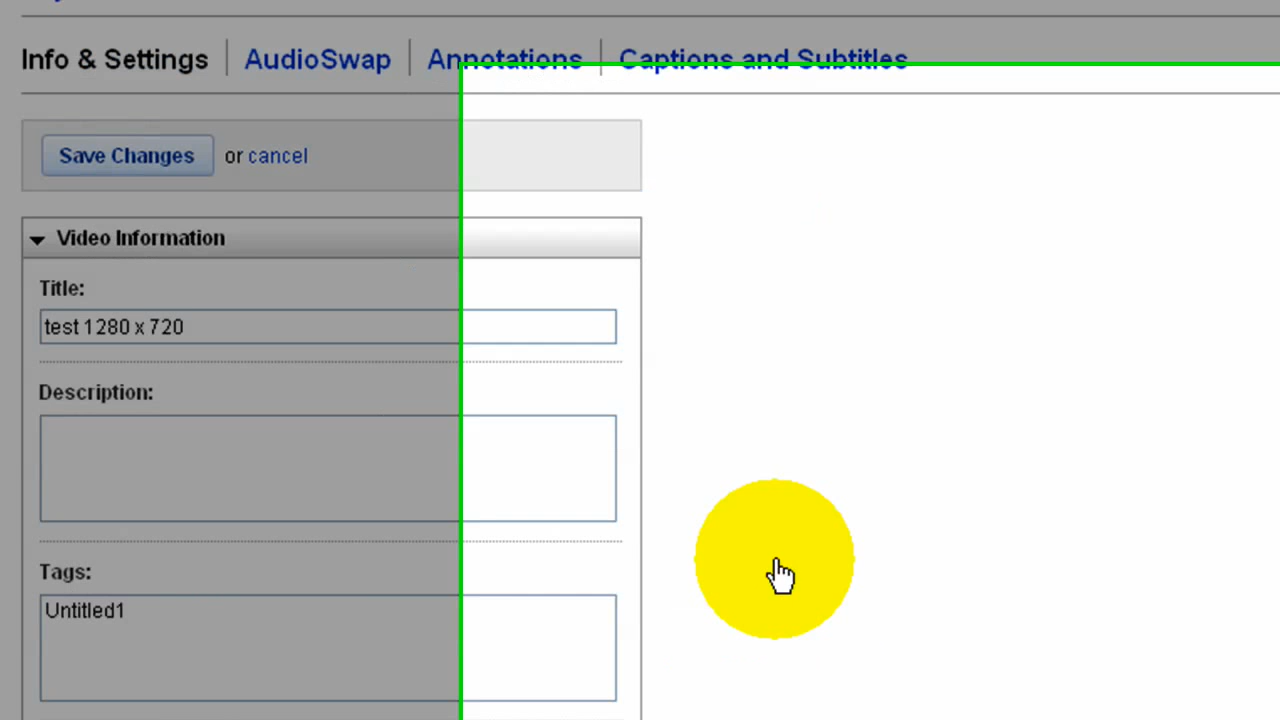 Info & Settings | AudioSwap | Annotations | Captions and Subtitles
Save Changes or cancel
Video Information
Title:
test 1280 x 720
Description:
Tags:
Untitled1